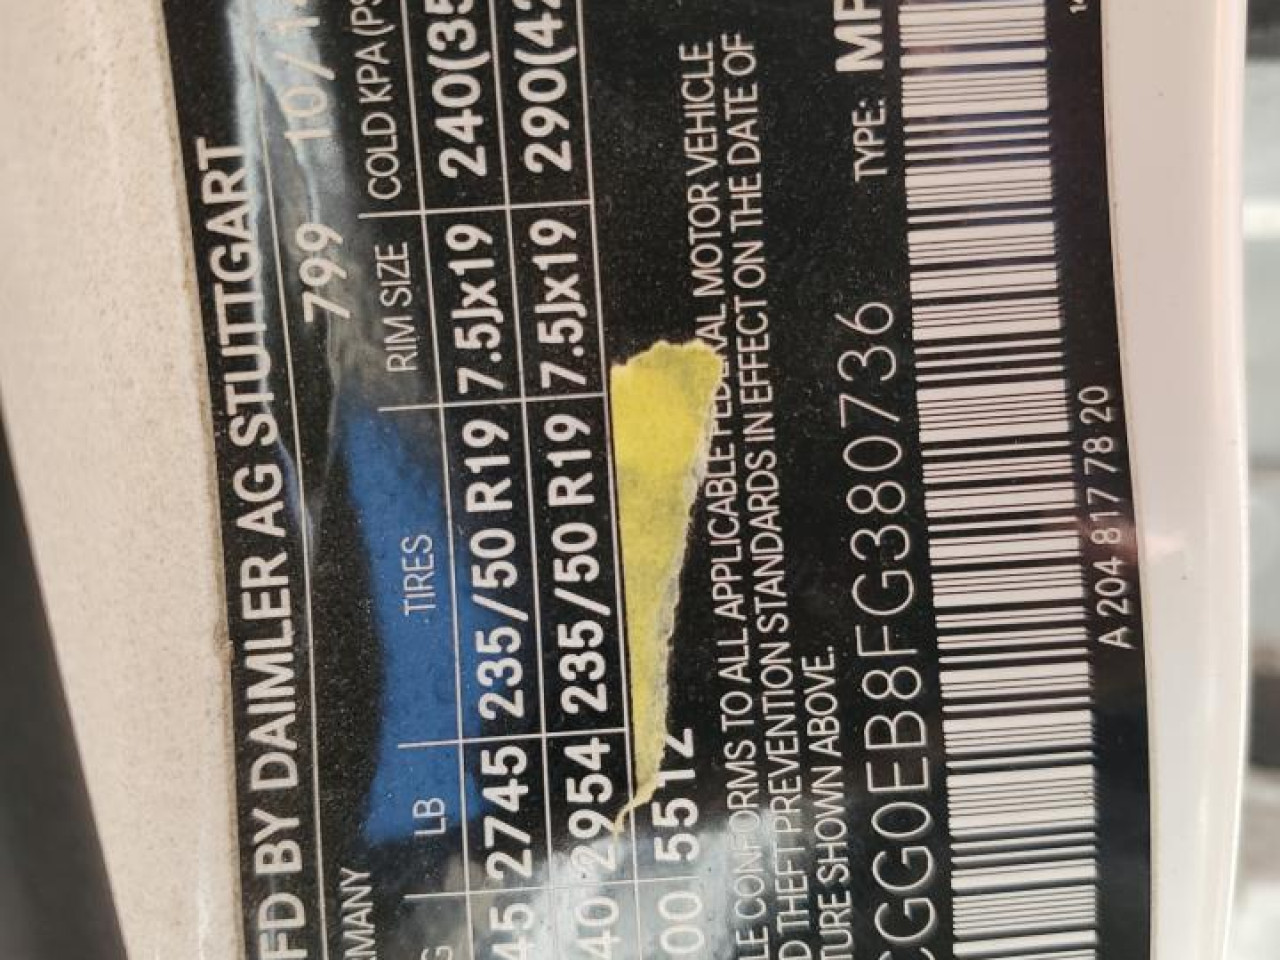 MFD BY DAIMLER AG STUTTGART
RMANY 799 10/1
G LB TIRES RIM SIZE COLD KPA (PS
45 2745 235/50 R19 7.5Jx19 240(35
40 2954 235/50 R19 7.5Jx19 290(42
00 5512
LE CONFORMS TO ALL APPLICABLE FEDERAL MOTOR VEHICLE
D THEFT PREVENTION STANDARDS IN EFFECT ON THE DATE OF
TURE SHOWN ABOVE.
CGG0EB8FG380736 TYPE: MP
A 204 817 78 20